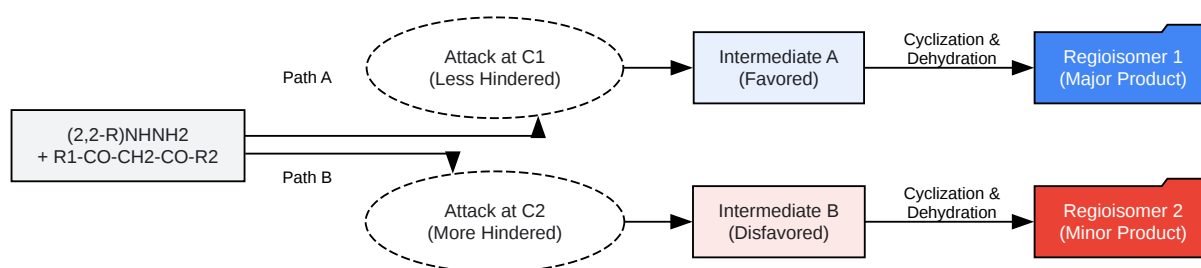 Attack at C1
(Less Hindered)
Intermediate A
(Favored)
Cyclization &
Dehydration
Regioisomer 1
(Major Product)
Path A
(2,2-R)NHNH2
+ R1-CO-CH2-CO-R2
Path B
Attack at C2
(More Hindered)
Intermediate B
(Disfavored)
Cyclization &
Dehydration
Regioisomer 2
(Minor Product)